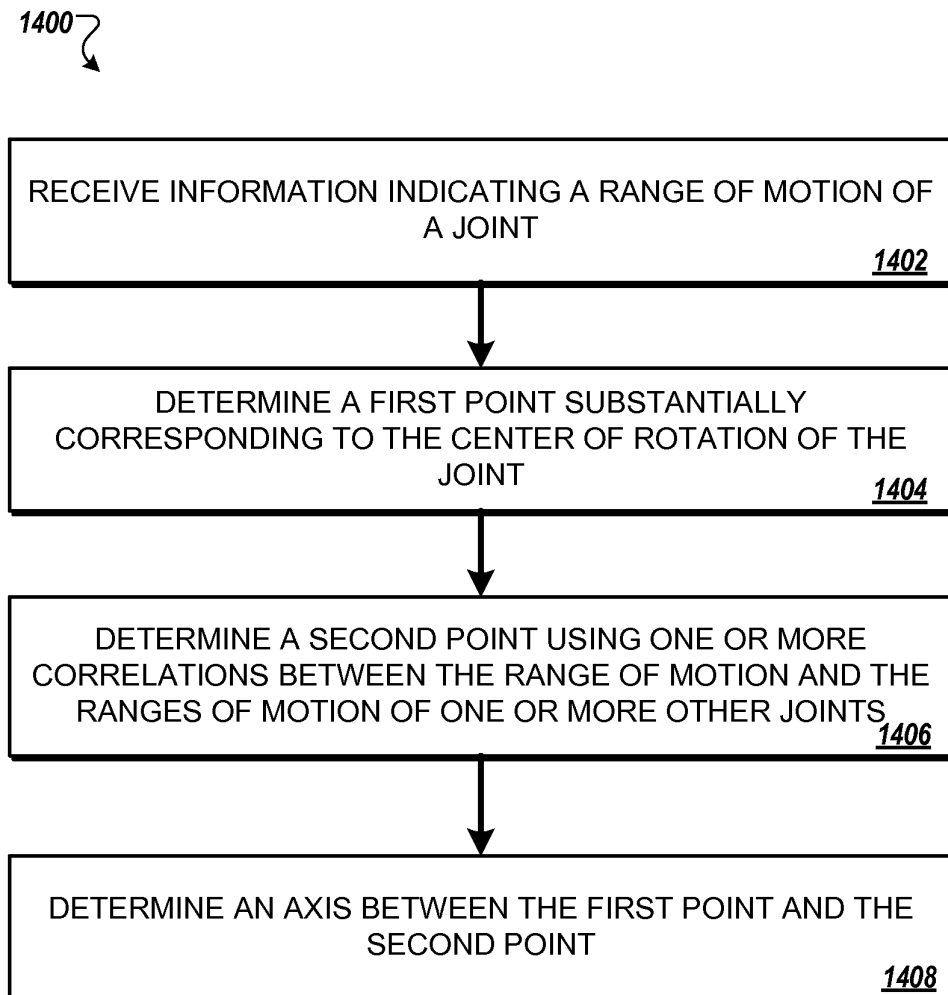 1400
RECEIVE INFORMATION INDICATING A RANGE OF MOTION OF
A JOINT
1402
DETERMINE A FIRST POINT SUBSTANTIALLY
CORRESPONDING TO THE CENTER OF ROTATION OF THE
JOINT
1404
DETERMINE A SECOND POINT USING ONE OR MORE
CORRELATIONS BETWEEN THE RANGE OF MOTION AND THE
RANGES OF MOTION OF ONE OR MORE OTHER JOINTS
1406
DETERMINE AN AXIS BETWEEN THE FIRST POINT AND THE
SECOND POINT
1408